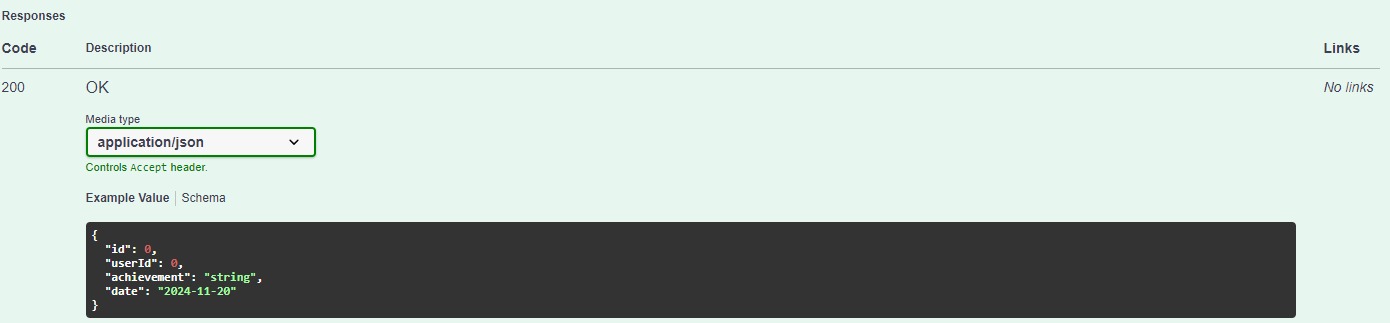 Responses
Code Description Links
200 OK No links
Media type
application/json
Controls Accept header.
Example Value Schema
{
"id": 0,
"userId": 0,
"achievement": "string",
"date": "2024-11-20"
}